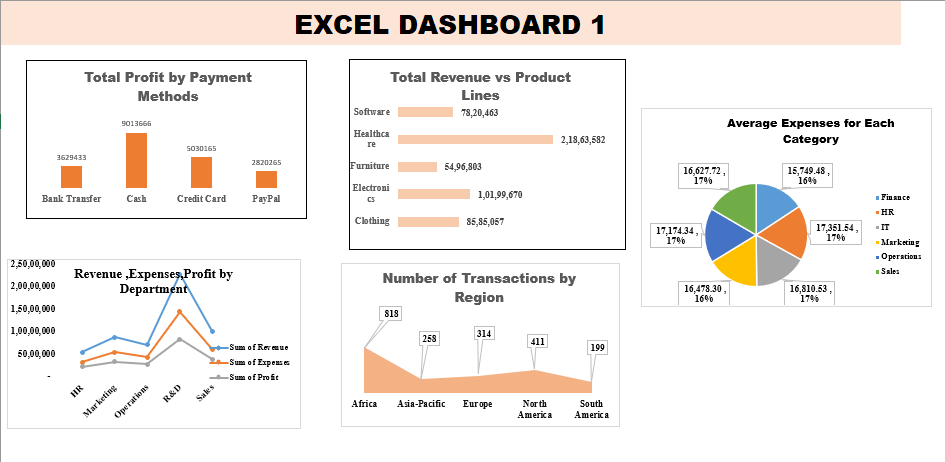 EXCEL DASHBOARD 1
Total Profit by Payment
Methods
3629433
9013666
5030165
2820265
Bank Transfer
Cash
Credit Card
PayPal
Total Revenue vs Product
Lines
Software
78,20,463
Healthca
re
2,18,63,582
Furniture
54,96,803
Electroni
cs
1,01,99,670
Clothing
85,85,057
Average Expenses for Each
Category
16,627.72 ,
17%
15,749.48 ,
16%
17,174.34 ,
17%
17,351.54 ,
17%
16,478.30 ,
16%
16,810.53 ,
17%
Finance
HR
IT
Marketing
Operations
Sales
Revenue ,Expenses,Profit by
Department
2,50,00,000
2,00,00,000
1,50,00,000
1,00,00,000
50,00,000
-
HR
Marketing
Operations
R&D
Sales
Sum of Revenue
Sum of Expenses
Sum of Profit
Number of Transactions by
Region
818
258
314
411
199
Africa
Asia-Pacific
Europe
North
America
South
America